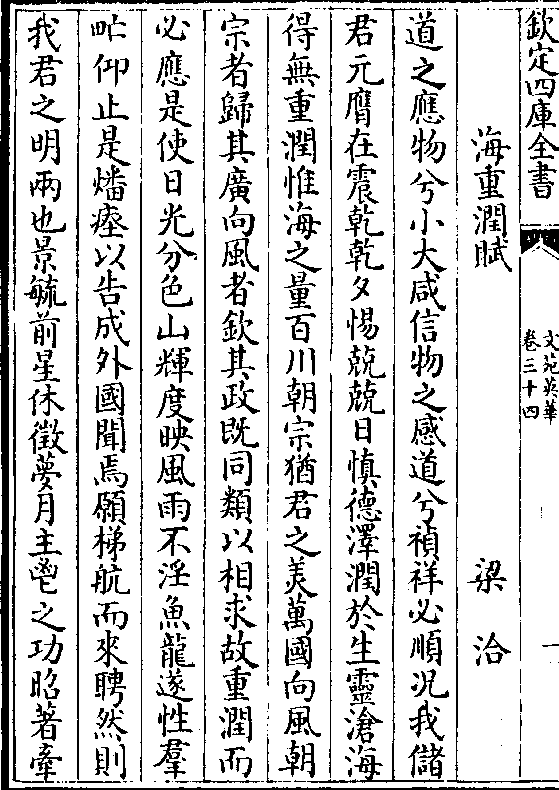 欽定四庫全書
文苑英華
卷三十四
一
海重潤賦
梁洽
道之應物兮小大咸信物之感道兮禎祥必順況我儲
君元膺在震乾乾夕惕兢兢日慎德澤潤於生靈滄海
得無重潤惟海之量百川朝宗猶君之美萬國向風朝
宗者歸其廣向風者欽其政既同類以相求故重潤而
必應是使日光分色山輝度映風雨不淫魚龍遂性羣
甿仰止是燔瘞以告成外國聞焉願梯航而來聘然則
我君之明兩也景毓前星休徵夢月主鬯之功昭著牽